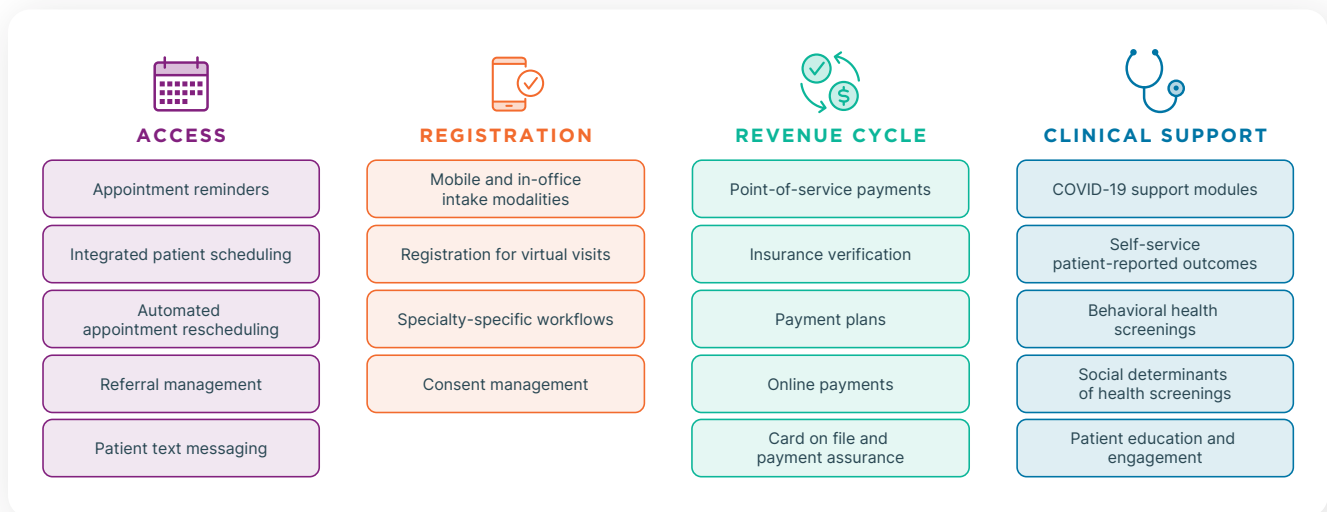 ACCESS
Appointment reminders
Integrated patient scheduling
Automated
appointment rescheduling
Referral management
Patient text messaging
REGISTRATION
Mobile and in-office
intake modalities
Registration for virtual visits
Specialty-specific workflows
Consent management
REVENUE CYCLE
$
Point-of-service payments
Insurance verification
Payment plans
Online payments
Card on file and
payment assurance
CLINICAL SUPPORT
COVID-19 support modules
Self-service
patient-reported outcomes
Behavioral health
screenings
Social determinants
of health screenings
Patient education and
engagement